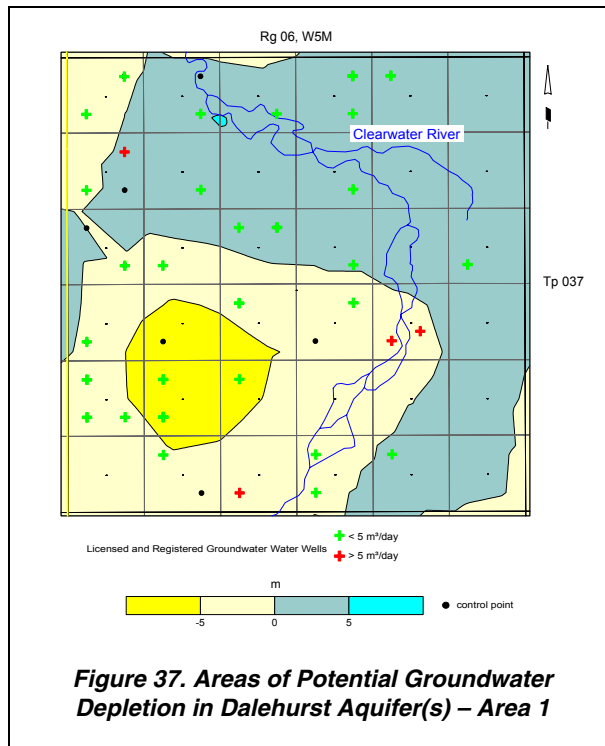 Rg 06, W5M
Clearwater River
Tp 037
Licensed and Registered Groundwater Water Wells
< 5 m³/day
> 5 m³/day
m
-5 0 5
control point
Figure 37. Areas of Potential Groundwater
Depletion in Dalehurst Aquifer(s) – Area 1